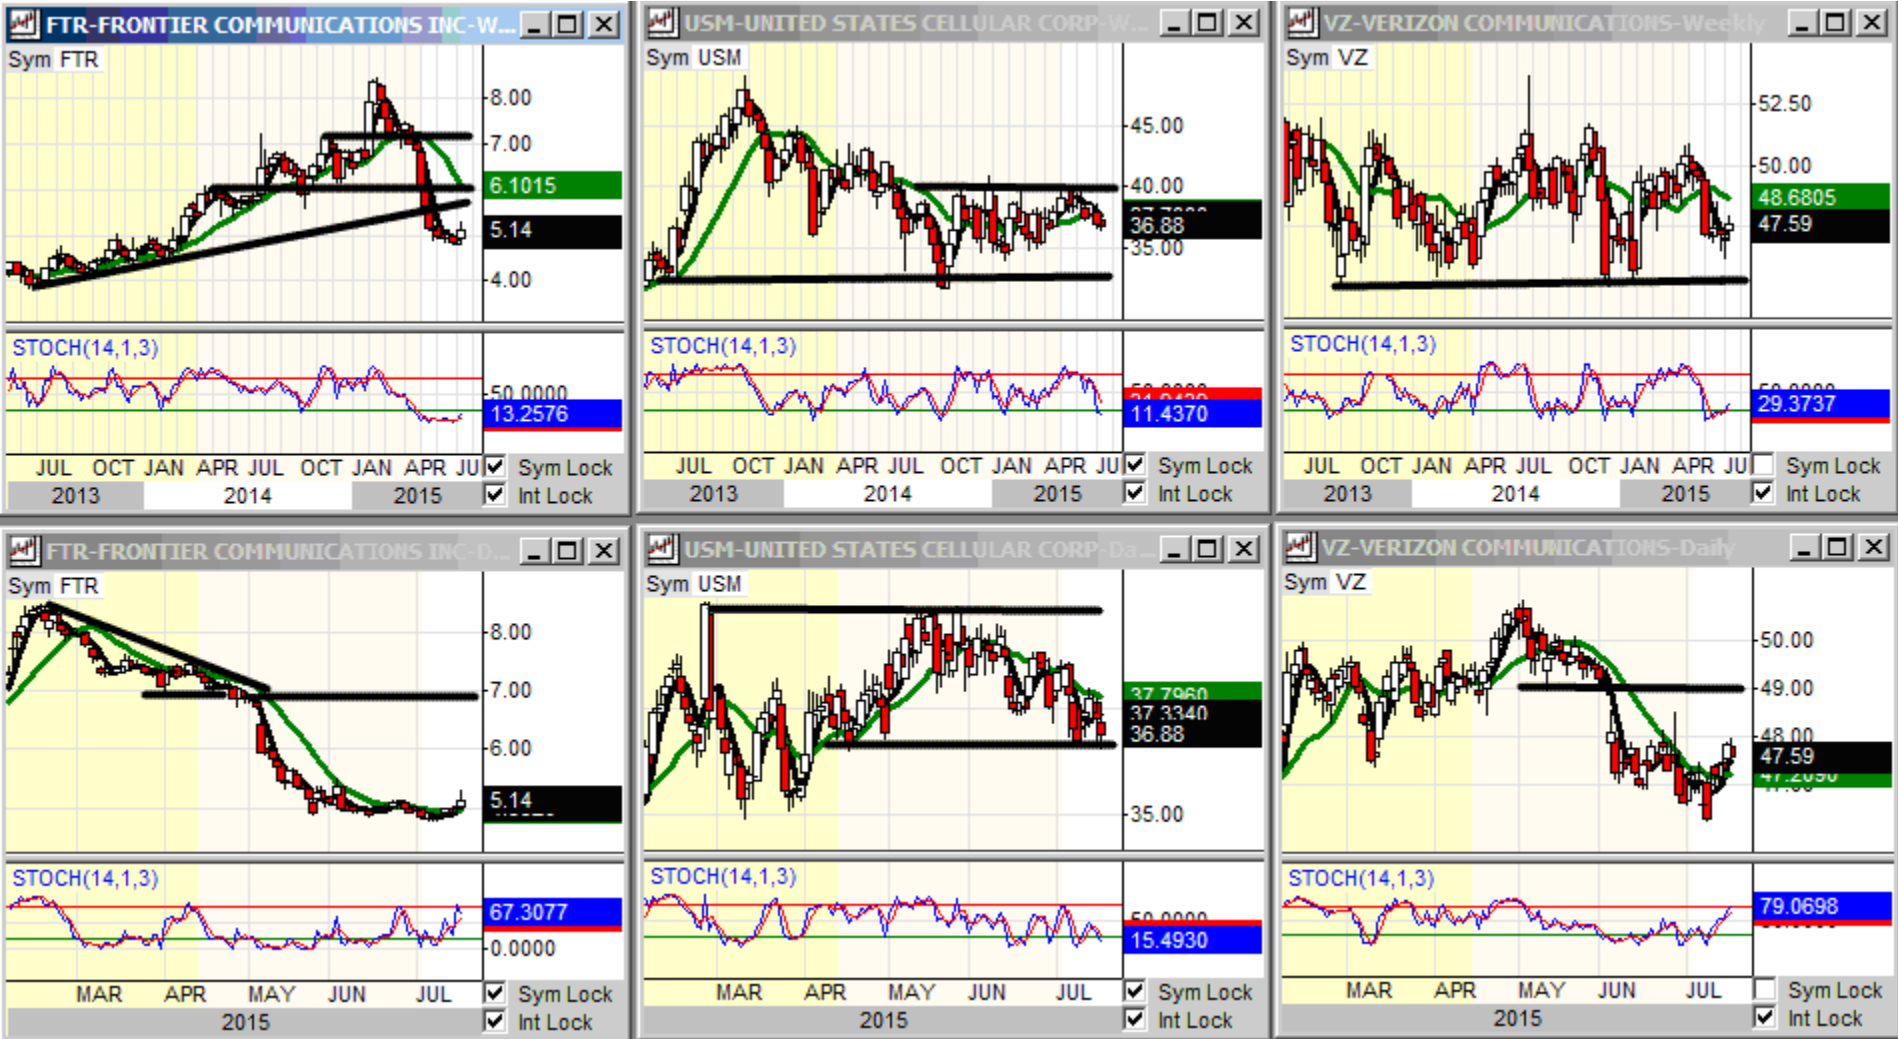 FTR-FRONTIER COMMUNICATIONS INC-W...
Sym FTR
8.00
7.00
6.1015
5.14
4.00
STOCH(14,1,3)
50.0000
13.2576
JUL OCT JAN APR JUL OCT JAN APR JU
Sym Lock
2013 2014 2015
Int Lock
USM-UNITED STATES CELLULAR CORP-W...
Sym USM
45.00
40.00
36.88
35.00
STOCH(14,1,3)
11.4370
JUL OCT JAN APR JUL OCT JAN APR JU
Sym Lock
2013 2014 2015
Int Lock
VZ-VERIZON COMMUNICATIONS-Weekly
Sym VZ
52.50
50.00
48.6805
47.59
STOCH(14,1,3)
29.3737
JUL OCT JAN APR JUL OCT JAN APR JU
Sym Lock
2013 2014 2015
Int Lock
FTR-FRONTIER COMMUNICATIONS INC-D...
Sym FTR
8.00
7.00
6.00
5.14
STOCH(14,1,3)
67.3077
0.0000
MAR APR MAY JUN JUL
Sym Lock
2015
Int Lock
USM-UNITED STATES CELLULAR CORP-Da...
Sym USM
37.7960
37.3340
36.88
35.00
STOCH(14,1,3)
15.4930
MAR APR MAY JUN JUL
Sym Lock
2015
Int Lock
VZ-VERIZON COMMUNICATIONS-Daily
Sym VZ
50.00
49.00
48.00
47.59
STOCH(14,1,3)
79.0698
MAR APR MAY JUN JUL
Sym Lock
2015
Int Lock